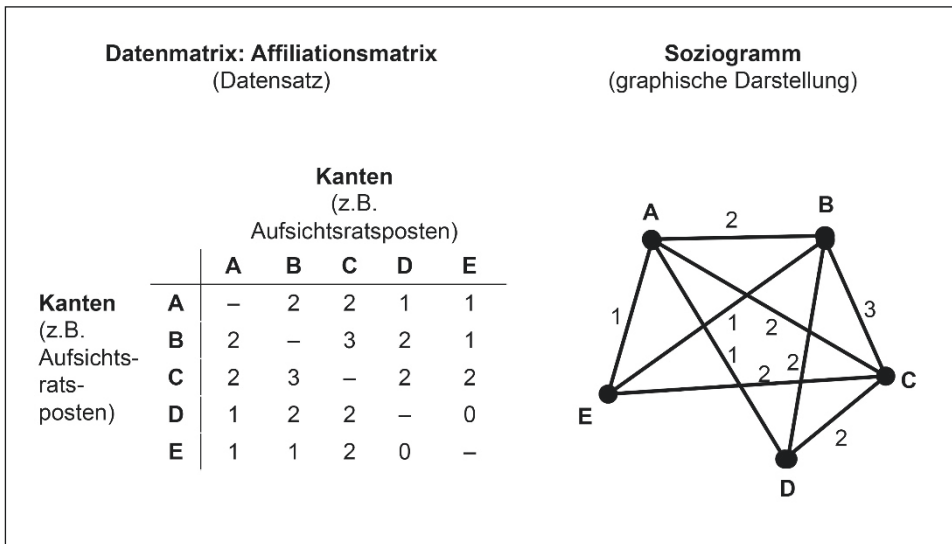 Datenmatrix: Affiliationsmatrix
(Datensatz)
Kanten
(z.B.
Aufsichtsratsposten)
A B C D E
Kanten
(z.B.
Aufsichts-
rats-
posten)
A – 2 2 1 1
B 2 – 3 2 1
C 2 3 – 2 2
D 1 2 2 – 0
E 1 1 2 0 –
Soziogramm
(graphische Darstellung)
A
2
B
1
1
2
3
1
2
2
C
E
2
D